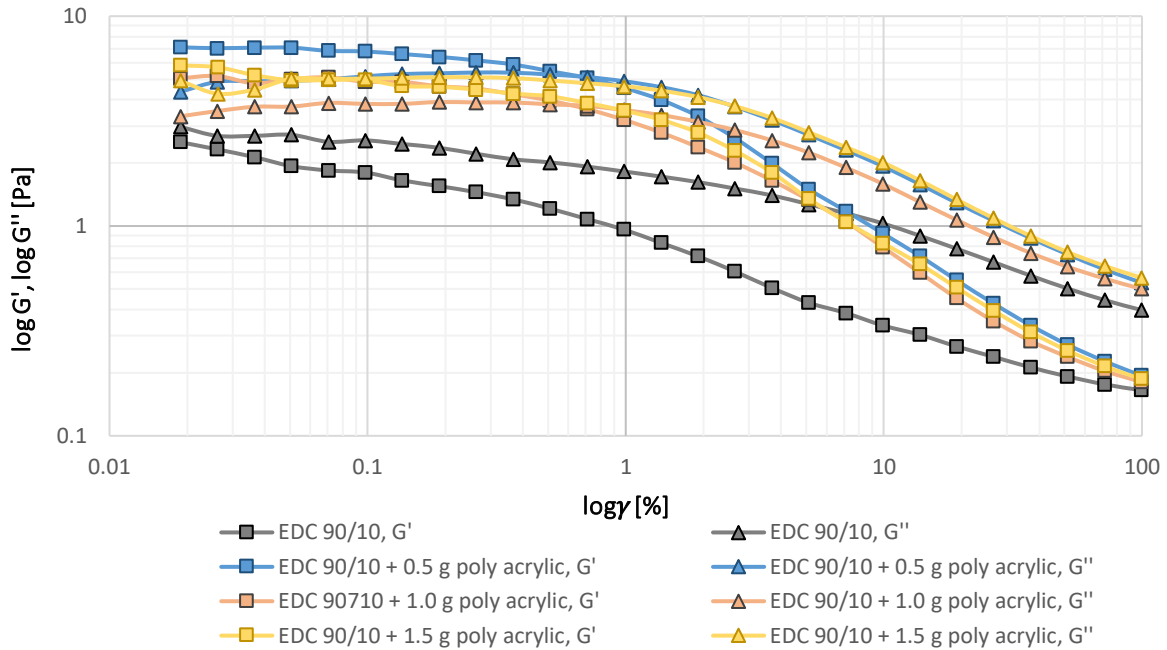 10
1
0.1
log G', log G'' [Pa]
0.01 0.1 1 10 100
logγ [%]
EDC 90/10, G' EDC 90/10, G''
EDC 90/10 + 0.5 g poly acrylic, G' EDC 90/10 + 0.5 g poly acrylic, G''
EDC 90710 + 1.0 g poly acrylic, G' EDC 90/10 + 1.0 g poly acrylic, G''
EDC 90/10 + 1.5 g poly acrylic, G' EDC 90/10 + 1.5 g poly acrylic, G''